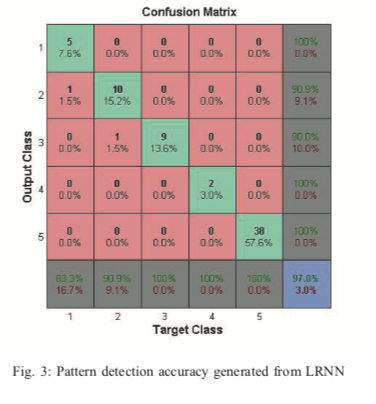 Confusion Matrix
1 5 0 0 0 0 100%
7.6% 0.0% 0.0% 0.0% 0.0% 0.0%
2 1 10 0 0 0 90.9%
1.5% 15.2% 0.0% 0.0% 0.0% 9.1%
3 0 1 9 0 0 90.0%
0.0% 1.5% 13.6% 0.0% 0.0% 10.0%
4 0 0 0 2 0 100%
0.0% 0.0% 0.0% 3.0% 0.0% 0.0%
5 0 0 0 0 38 100%
0.0% 0.0% 0.0% 0.0% 57.6% 0.0%
83.3% 90.9% 100% 100% 100% 97.0%
16.7% 9.1% 0.0% 0.0% 0.0% 3.0%
1 2 3 4 5
Output Class
Target Class
Fig. 3: Pattern detection accuracy generated from LRNN